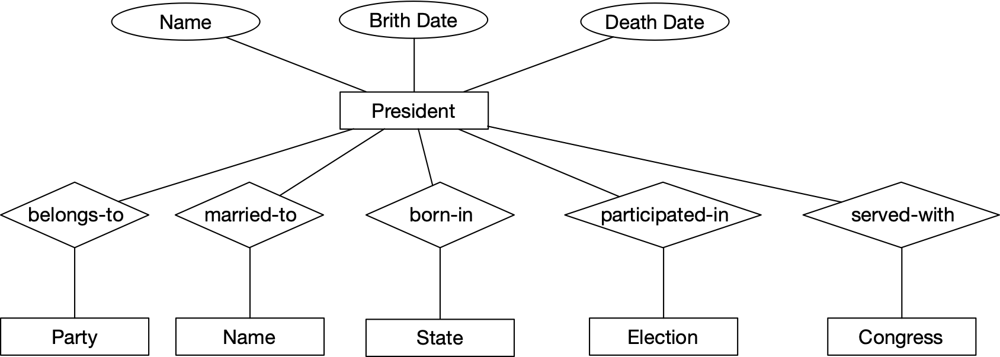 Name
Brith Date
Death Date
President
belongs-to
married-to
born-in
participated-in
served-with
Party
Name
State
Election
Congress